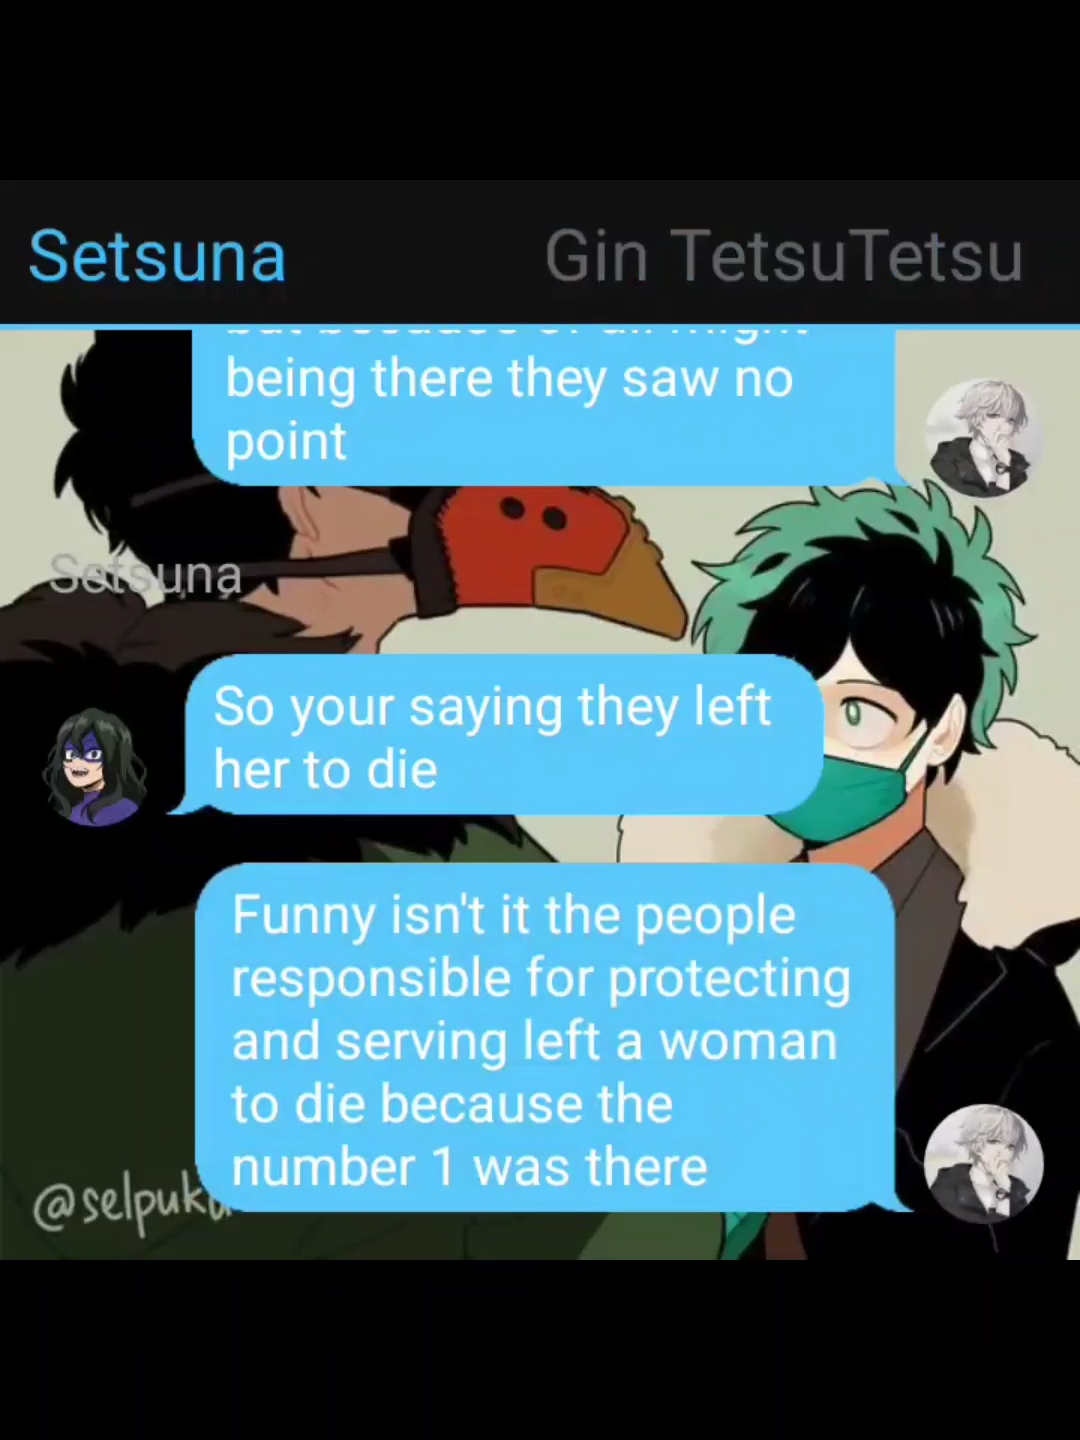 Setsuna
Gin TetsuTetsu
being there they saw no
point
Setsuna
So your saying they left
her to die
Funny isn't it the people
responsible for protecting
and serving left a woman
to die because the
number 1 was there